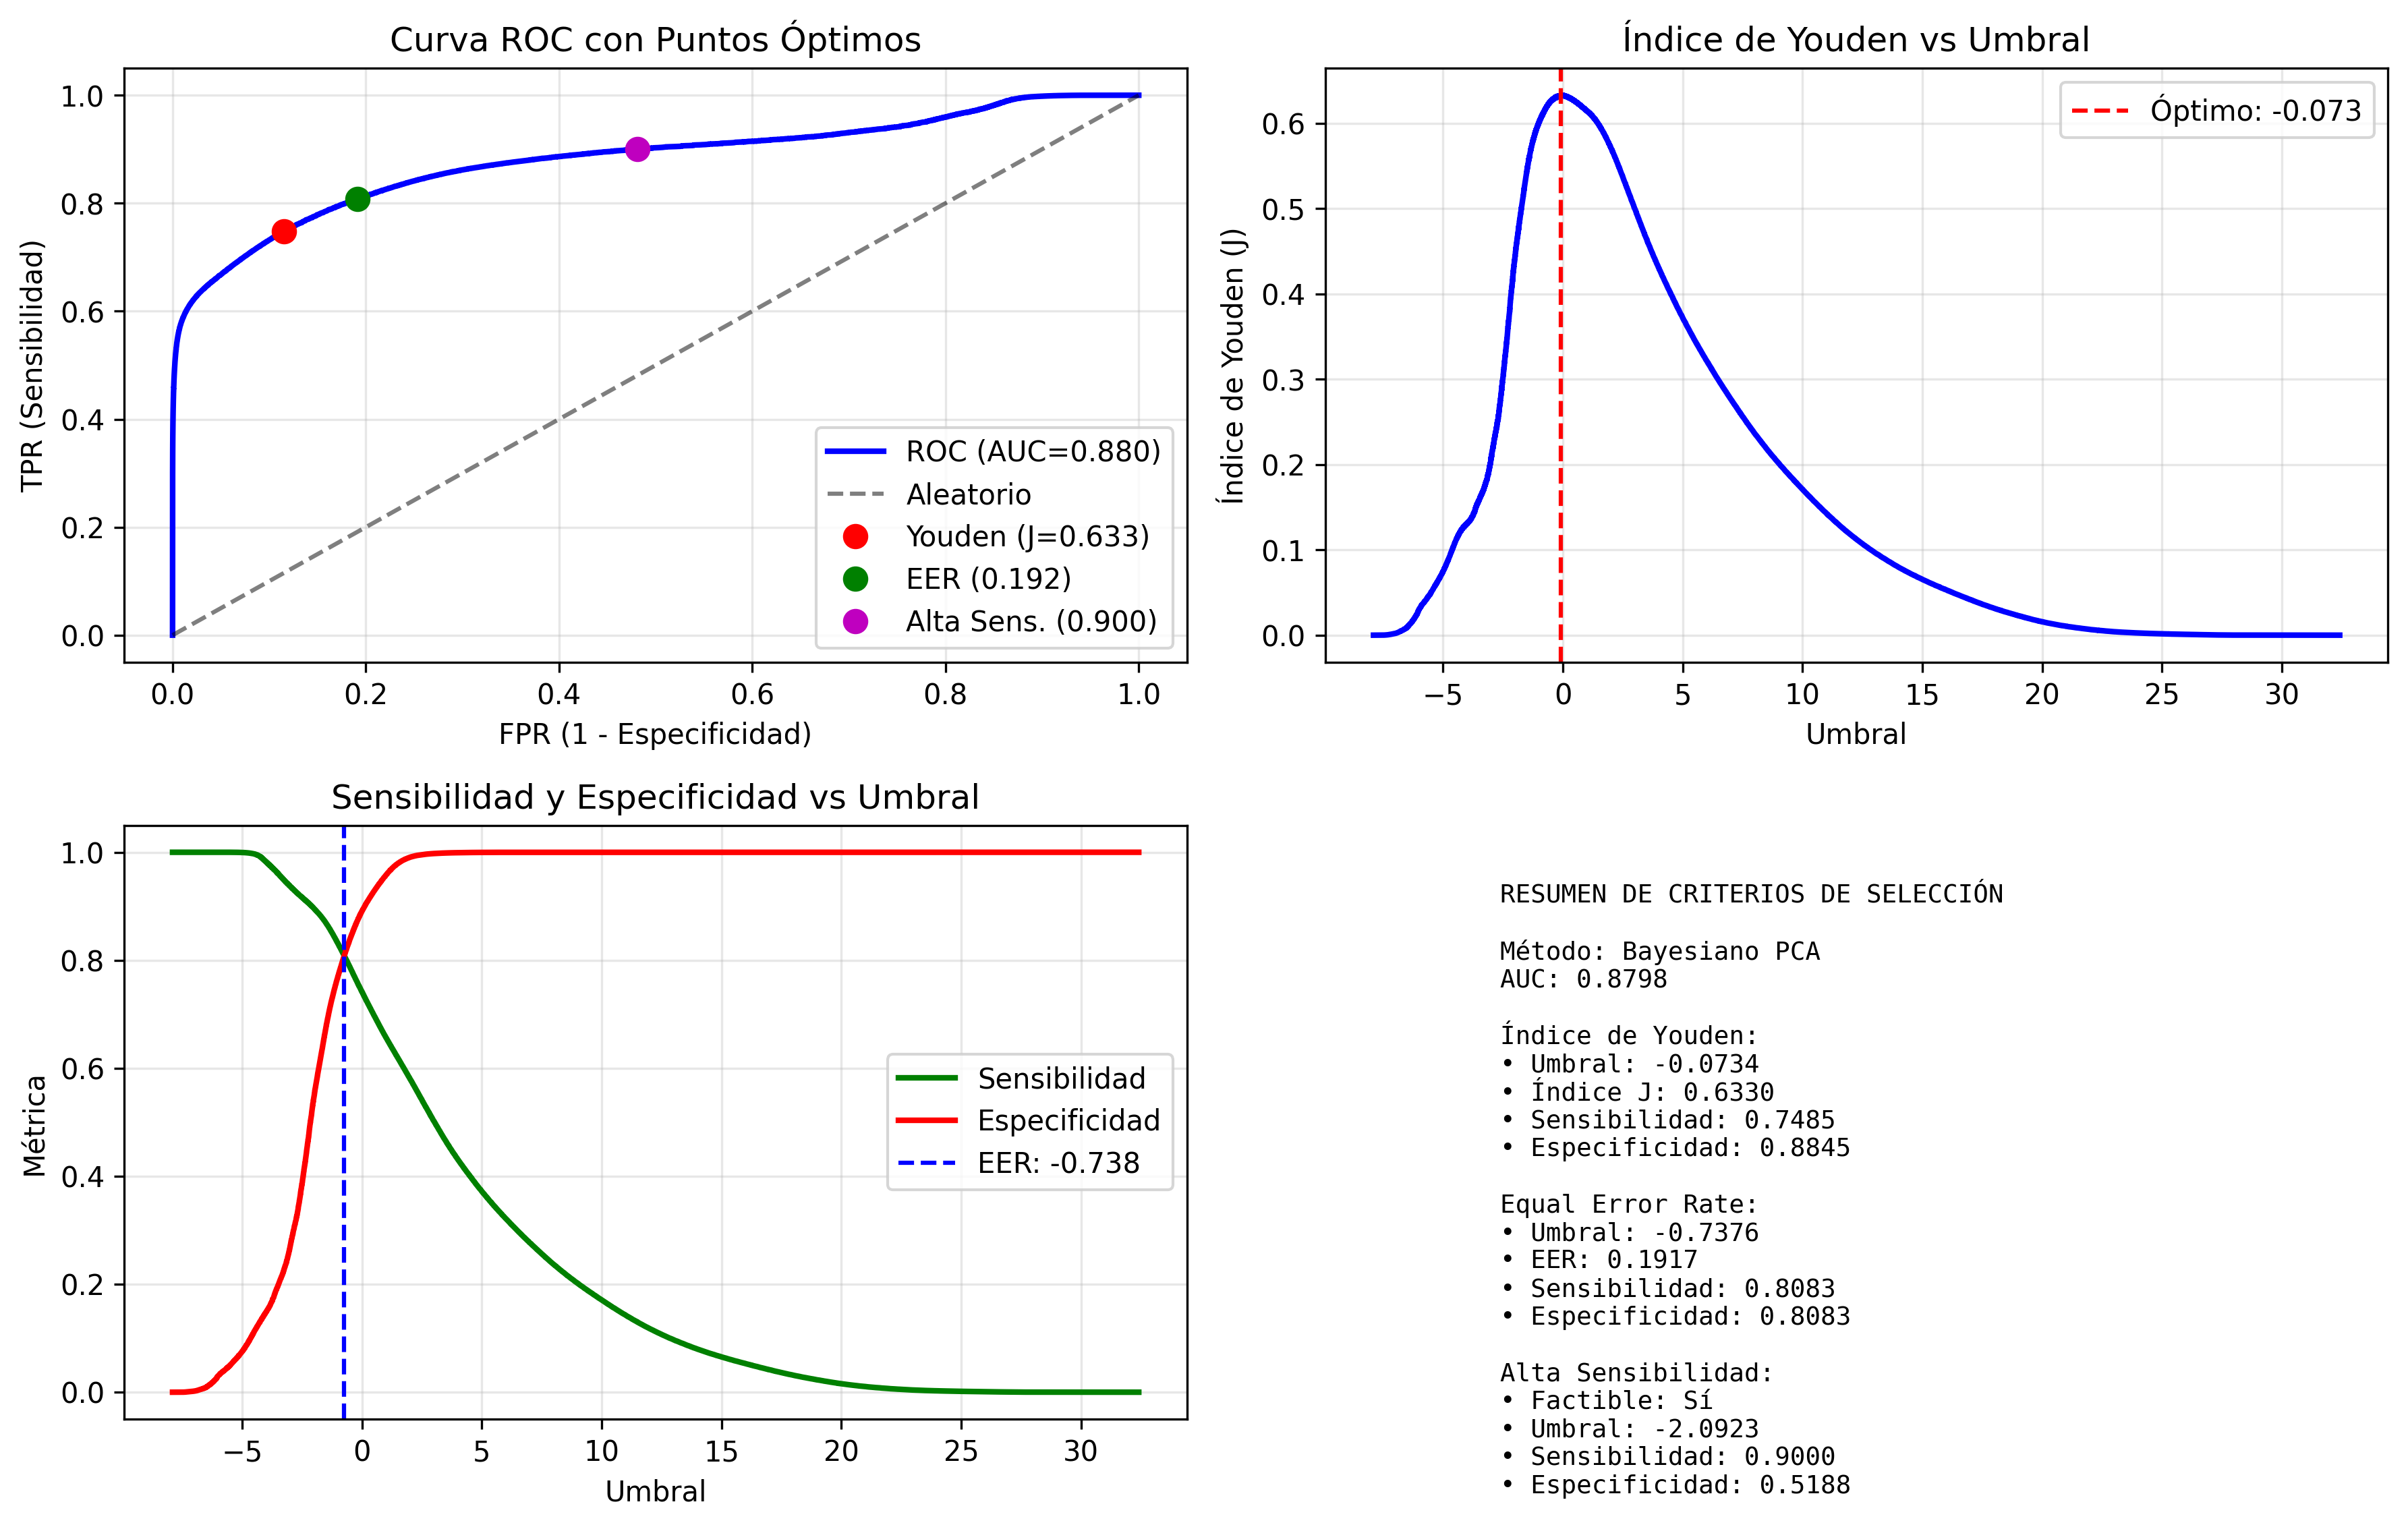 Curva ROC con Puntos Óptimos
TPR (Sensibilidad)
1.0
0.8
0.6
0.4
0.2
0.0
0.0 0.2 0.4 0.6 0.8 1.0
FPR (1 - Especificidad)
ROC (AUC=0.880)
Aleatorio
Youden (J=0.633)
EER (0.192)
Alta Sens. (0.900)
Índice de Youden vs Umbral
Índice de Youden (J)
0.6
0.5
0.4
0.3
0.2
0.1
0.0
−5 0 5 10 15 20 25 30
Umbral
Óptimo: -0.073
Sensibilidad y Especificidad vs Umbral
Métrica
1.0
0.8
0.6
0.4
0.2
0.0
−5 0 5 10 15 20 25 30
Umbral
Sensibilidad
Especificidad
EER: -0.738
RESUMEN DE CRITERIOS DE SELECCIÓN
Método: Bayesiano PCA
AUC: 0.8798
Índice de Youden:
• Umbral: -0.0734
• Índice J: 0.6330
• Sensibilidad: 0.7485
• Especificidad: 0.8845
Equal Error Rate:
• Umbral: -0.7376
• EER: 0.1917
• Sensibilidad: 0.8083
• Especificidad: 0.8083
Alta Sensibilidad:
• Factible: Sí
• Umbral: -2.0923
• Sensibilidad: 0.9000
• Especificidad: 0.5188